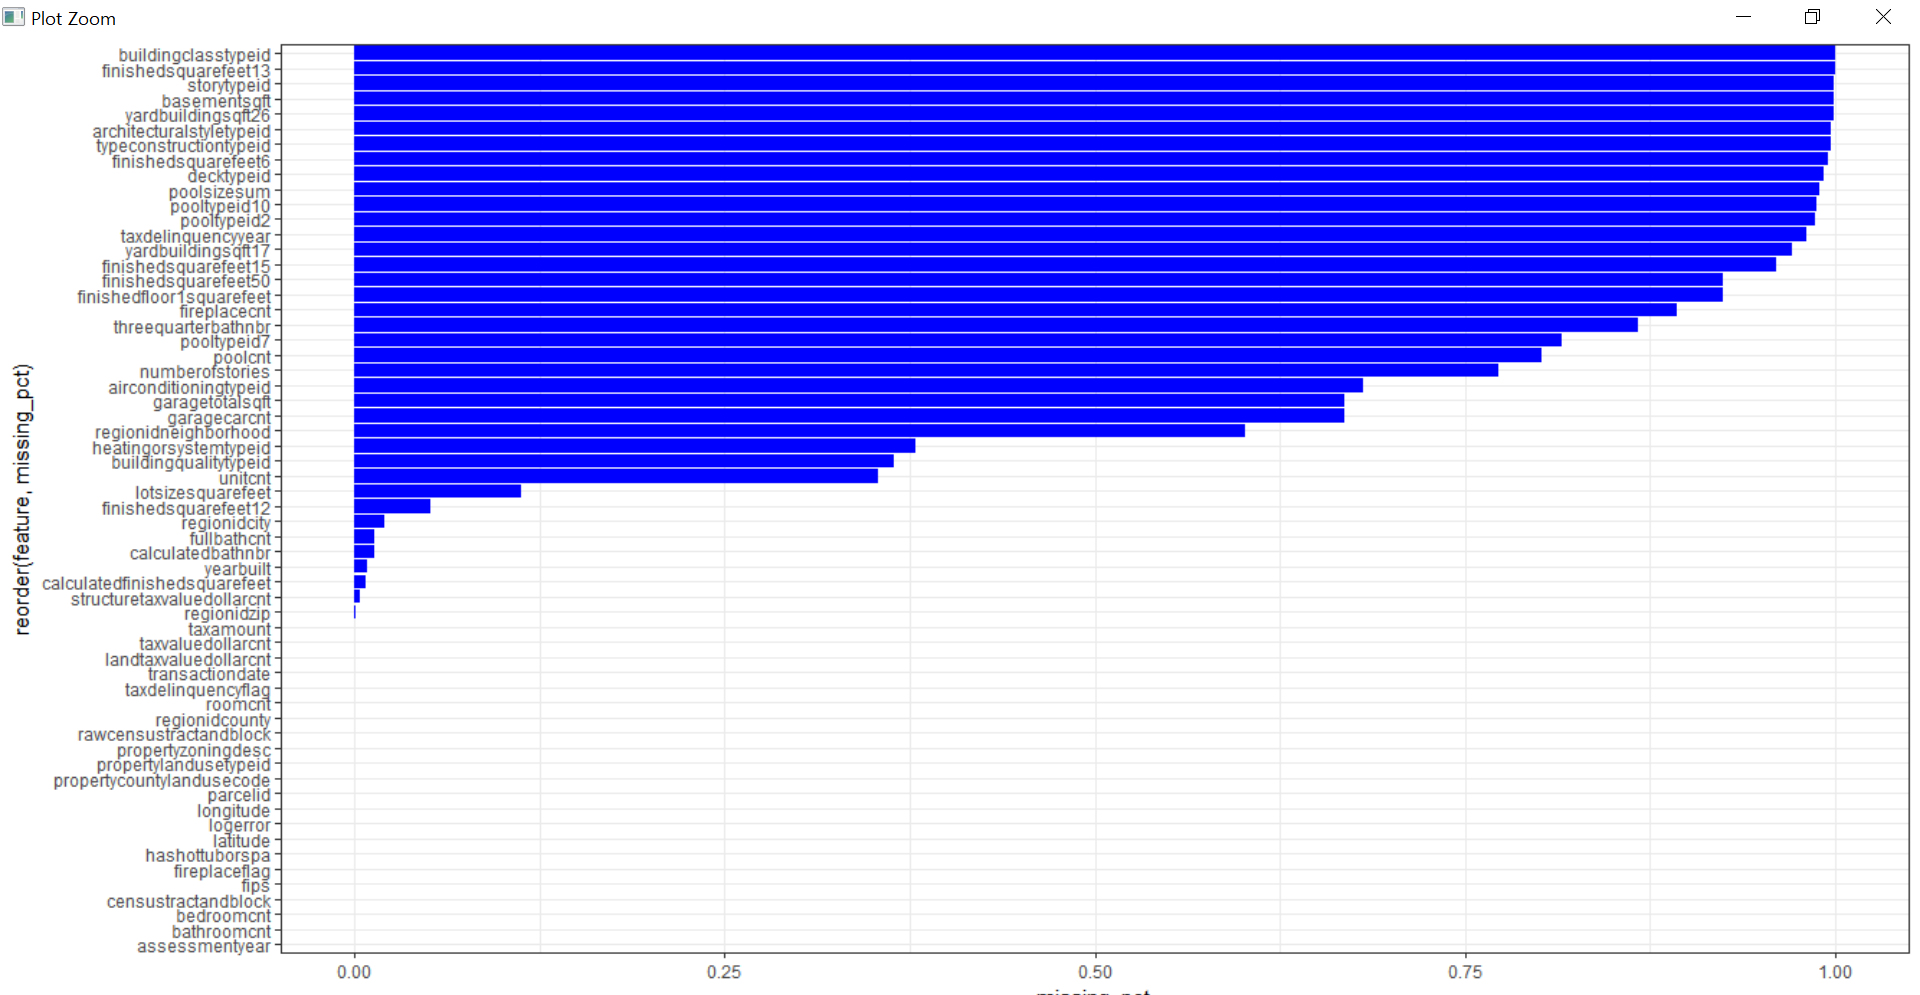 Plot Zoom
buildingclasstypeid
finishedsquarefeet13
storytypeid
basementsqft
yardbuildingsqft26
architecturalstyletypeid
typeconstructiontypeid
finishedsquarefeet6
decktypeid
poolsizesum
pooltypeid10
pooltypeid2
taxdelinquencyyear
yardbuildingsqft17
finishedsquarefeet15
finishedsquarefeet50
finishedfloor1squarefeet
fireplacecnt
threequarterbathnbr
pooltypeid7
poolcnt
numberofstories
airconditioningtypeid
garagetotalsqft
garagecarcnt
regionidneighborhood
heatingorsystemtypeid
buildingqualitytypeid
unitcnt
lotsizesquarefeet
finishedsquarefeet12
regionidcity
fullbathcnt
calculatedbathnbr
yearbuilt
calculatedfinishedsquarefeet
structuretaxvaluedollarcnt
regionidzip
taxamount
taxvaluedollarcnt
landtaxvaluedollarcnt
transactiondate
taxdelinquencyflag
roomcnt
regionidcounty
rawcensustractandblock
propertyzoningdesc
propertylandusetypeid
propertycountylandusecode
parcelid
longitude
logerror
latitude
hashottuborspa
fireplaceflag
fips
censustractandblock
bedroomcnt
bathroomcnt
assessmentyear
reorder(feature, missing_pct)
0.00 0.25 0.50 0.75 1.00
missing_pct